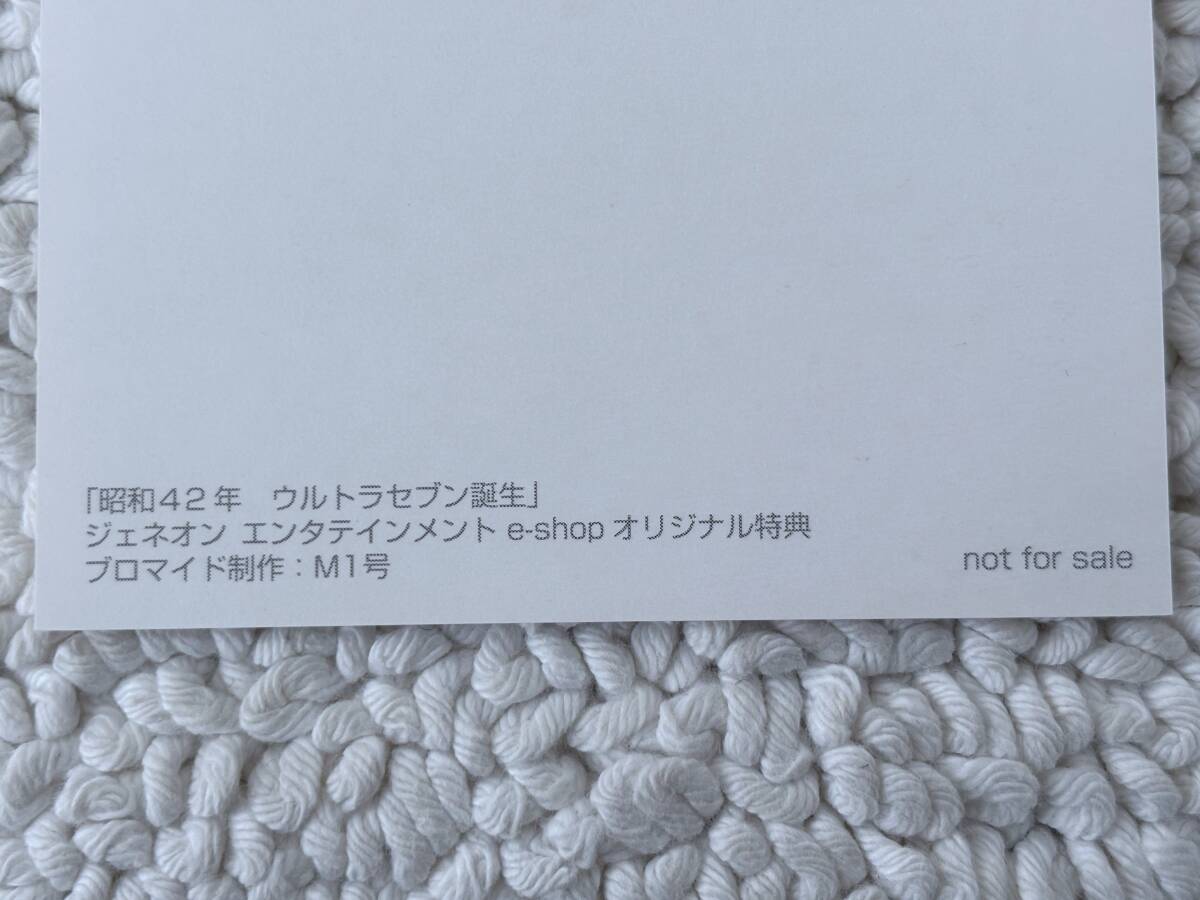 「昭和42年　ウルトラセブン誕生」
ジェネオン エンタテインメント e-shop オリジナル特典
ブロマイド制作：M1号
not for sale